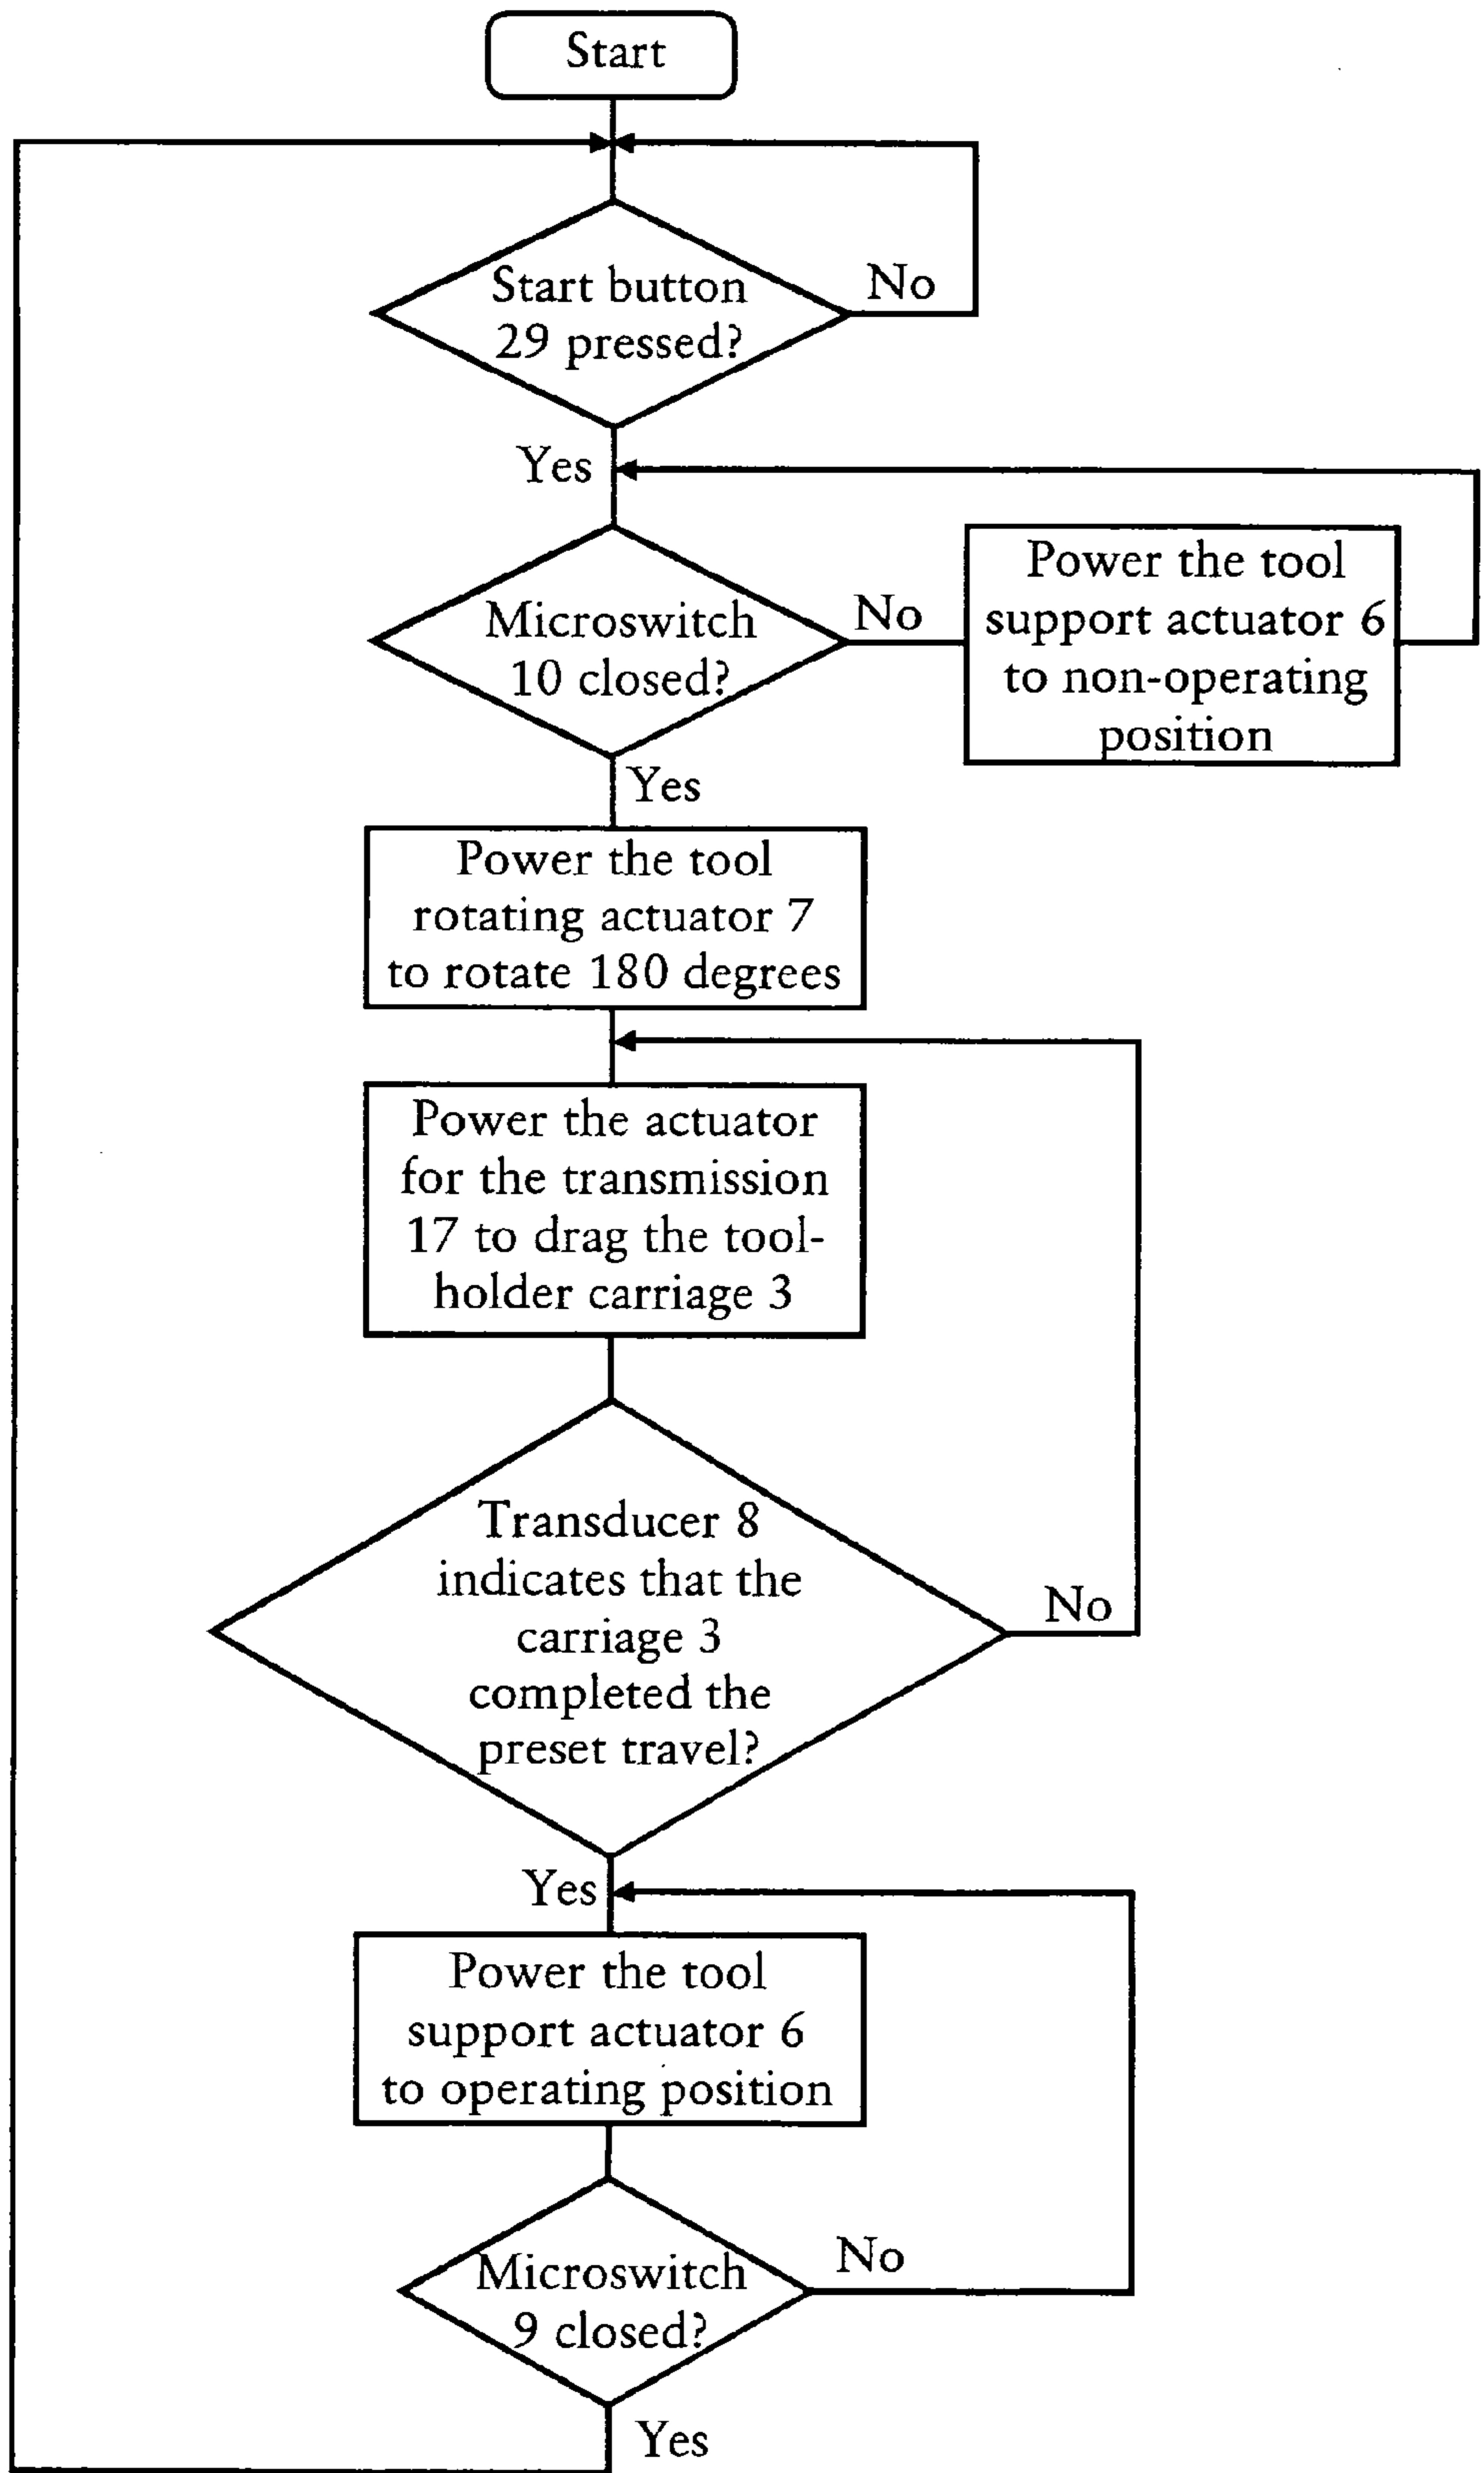 Start
Start button
29 pressed?
No
Yes
Microswitch
10 closed?
No
Power the tool
support actuator 6
to non-operating
position
Yes
Power the tool
rotating actuator 7
to rotate 180 degrees
Power the actuator
for the transmission
17 to drag the tool-
holder carriage 3
Transducer 8
indicates that the
carriage 3
completed the
preset travel?
No
Yes
Power the tool
support actuator 6
to operating position
Microswitch
9 closed?
No
Yes